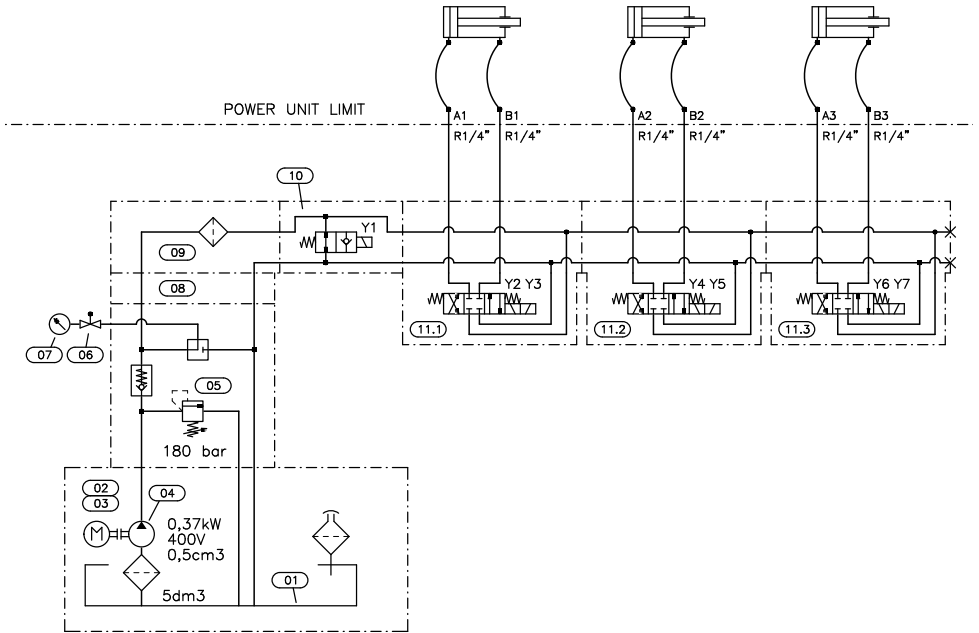 POWER UNIT LIMIT
A1 B1 A2 B2 A3 B3
R1/4" R1/4" R1/4" R1/4" R1/4" R1/4"
10
Y1
09
08
Y2 Y3 Y4 Y5 Y6 Y7
11.1 11.2 11.3
07 06
05
180 bar
02
03
04
M
0,37kW
400V
0,5cm3
01
5dm3